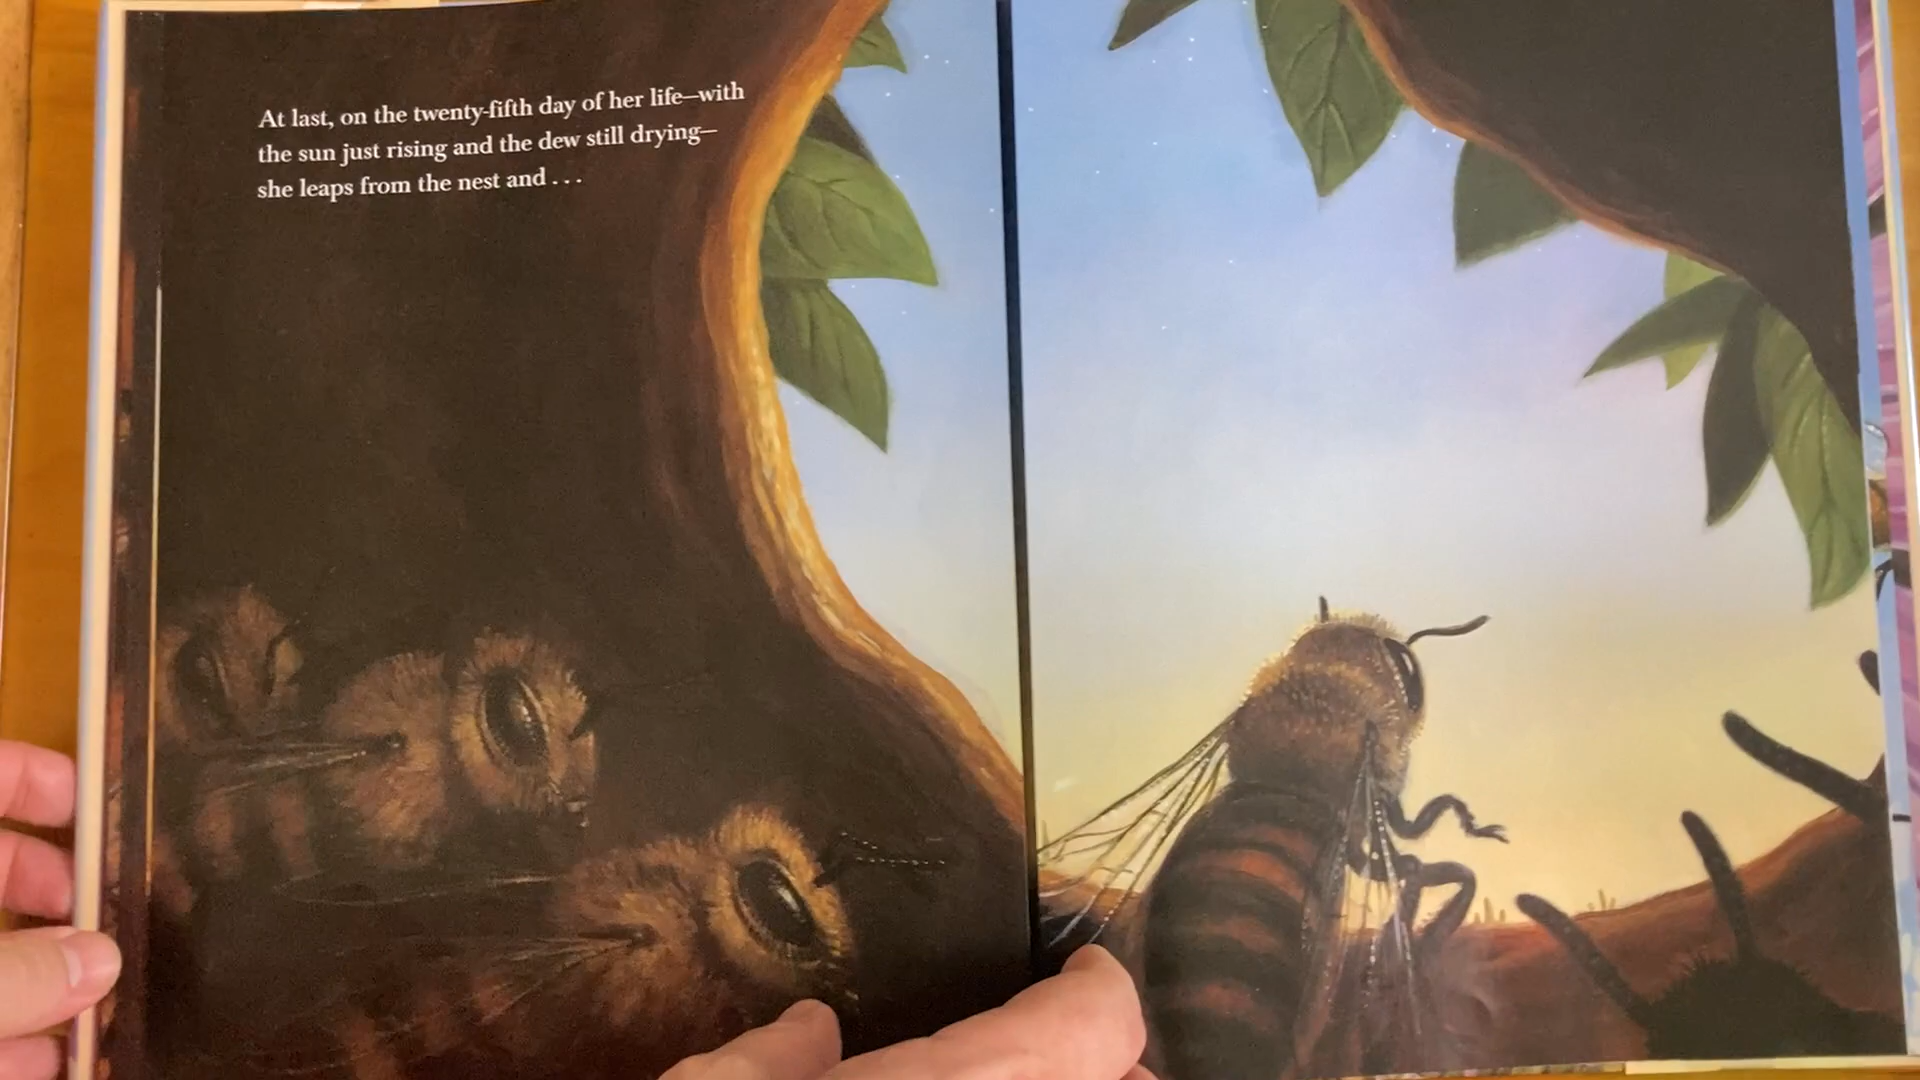 At last, on the twenty-fifth day of her life—with
the sun just rising and the dew still drying—
she leaps from the nest and . . .